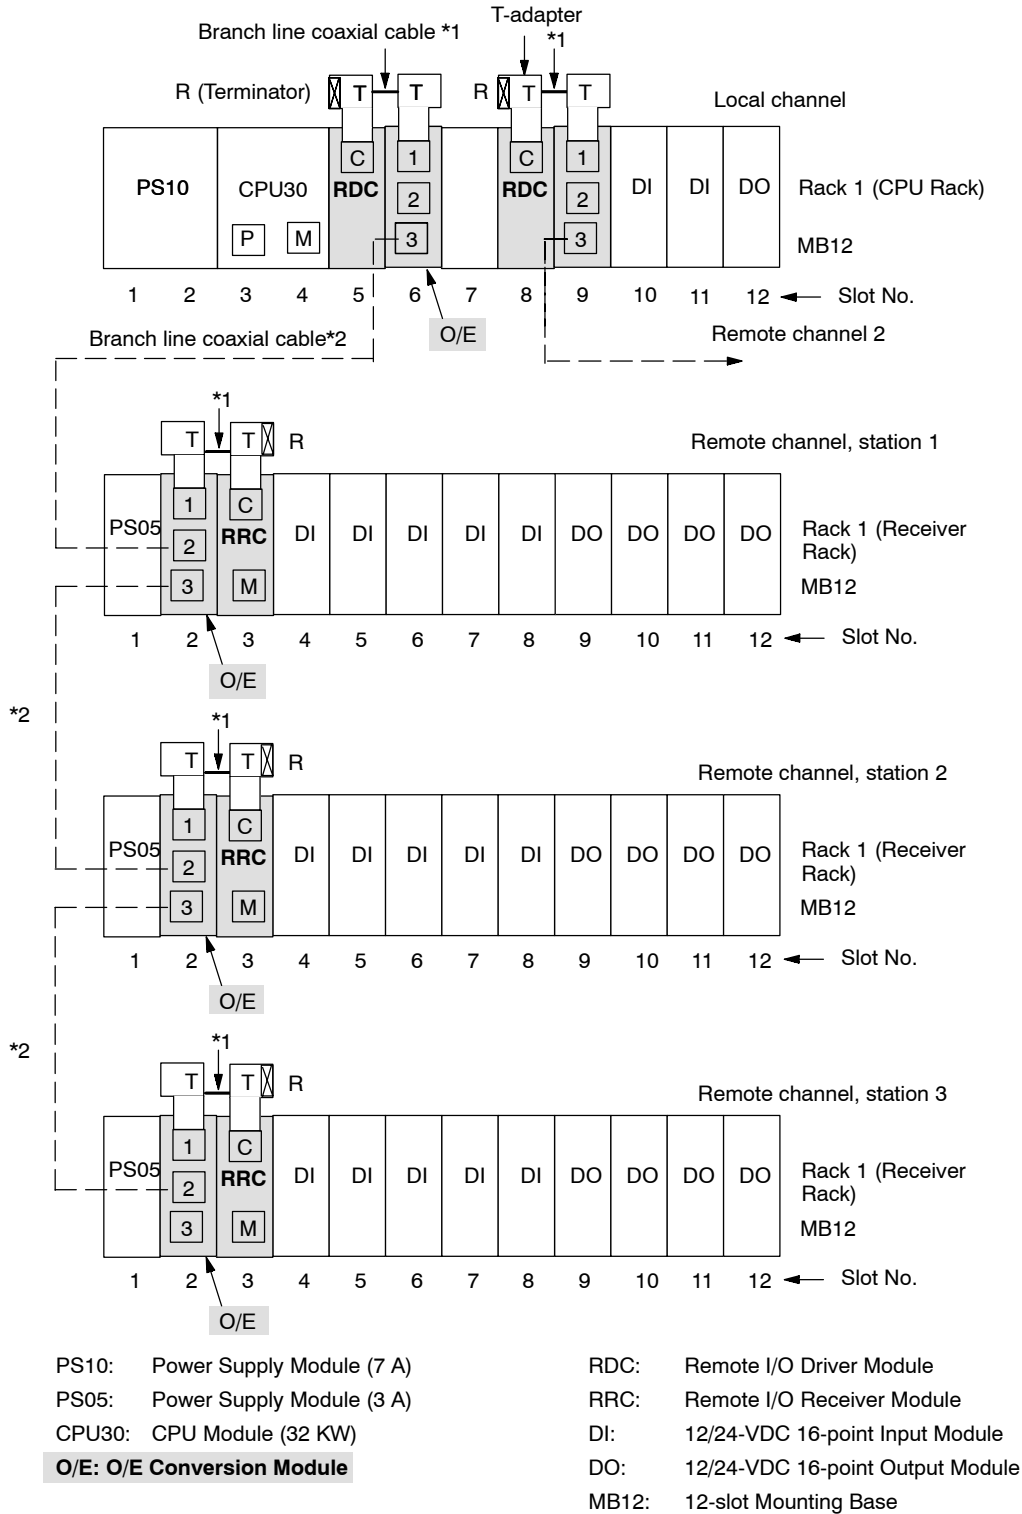 T-adapter
Branch line coaxial cable *1
*1
R (Terminator) T T R T T
Local channel
PS10 CPU30 P M C RDC 1 2 3 C RDC 1 2 3 DI DI DO
Rack 1 (CPU Rack)
MB12
1 2 3 4 5 6 7 8 9 10 11 12 Slot No.
O/E
Branch line coaxial cable*2
Remote channel 2
*1
T T R
Remote channel, station 1
PS05 1 2 3 C RRC M DI DI DI DI DI DO DO DO DO
Rack 1 (Receiver
Rack)
MB12
1 2 3 4 5 6 7 8 9 10 11 12 Slot No.
O/E
*2
*1
T T R
Remote channel, station 2
PS05 1 2 3 C RRC M DI DI DI DI DI DO DO DO DO
Rack 1 (Receiver
Rack)
MB12
1 2 3 4 5 6 7 8 9 10 11 12 Slot No.
O/E
*2
*1
T T R
Remote channel, station 3
PS05 1 2 3 C RRC M DI DI DI DI DI DO DO DO DO
Rack 1 (Receiver
Rack)
MB12
1 2 3 4 5 6 7 8 9 10 11 12 Slot No.
O/E
PS10: Power Supply Module (7 A)
PS05: Power Supply Module (3 A)
CPU30: CPU Module (32 KW)
O/E: O/E Conversion Module
RDC: Remote I/O Driver Module
RRC: Remote I/O Receiver Module
DI: 12/24-VDC 16-point Input Module
DO: 12/24-VDC 16-point Output Module
MB12: 12-slot Mounting Base